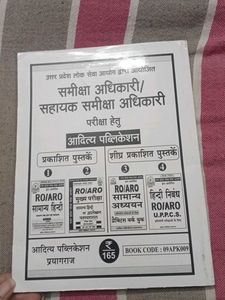 उत्तर प्रदेश लोक सेवा आयोग द्वारा आयोजित
समीक्षा अधिकारी/
सहायक समीक्षा अधिकारी
परीक्षा हेतु
आदित्य पब्लिकेशन
प्रकाशित पुस्तकें
शीघ्र प्रकाशित पुस्तकें
1 2 3 4
RO/ARO
सामान्य हिन्दी
RO/ARO
मुख्य परीक्षा
RO/ARO
सामान्य
अध्ययन
प्रैक्टिस वर्क बुक
हिन्दी निबंध
RO/ARO
U.P.P.C.S.
आदित्य पब्लिकेशन
प्रयागराज
₹
165
BOOK CODE : 09APK009